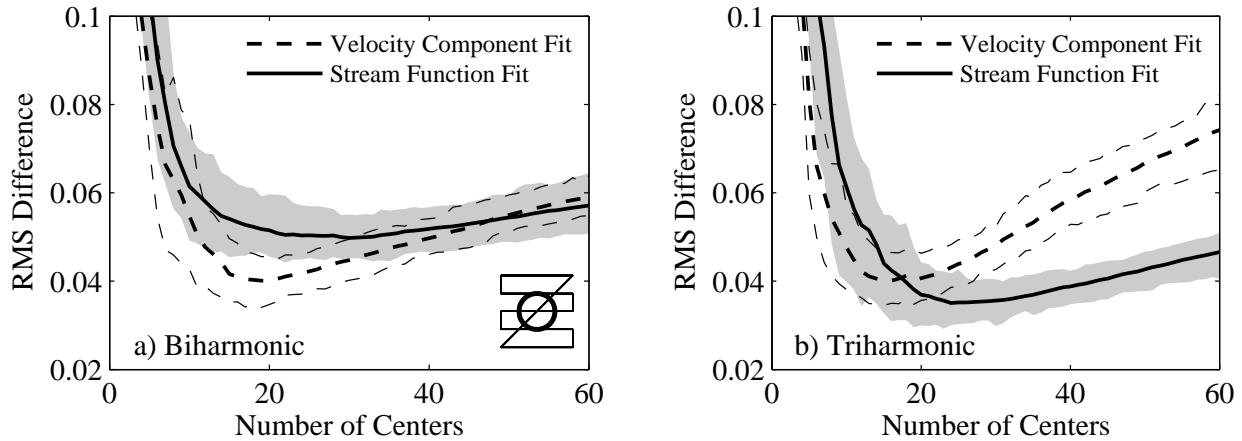 0.1
0.08
0.06
0.04
0.02
RMS Difference
Velocity Component Fit
Stream Function Fit
a) Biharmonic
0 20 40 60
Number of Centers
0.1
0.08
0.06
0.04
0.02
RMS Difference
Velocity Component Fit
Stream Function Fit
b) Triharmonic
0 20 40 60
Number of Centers